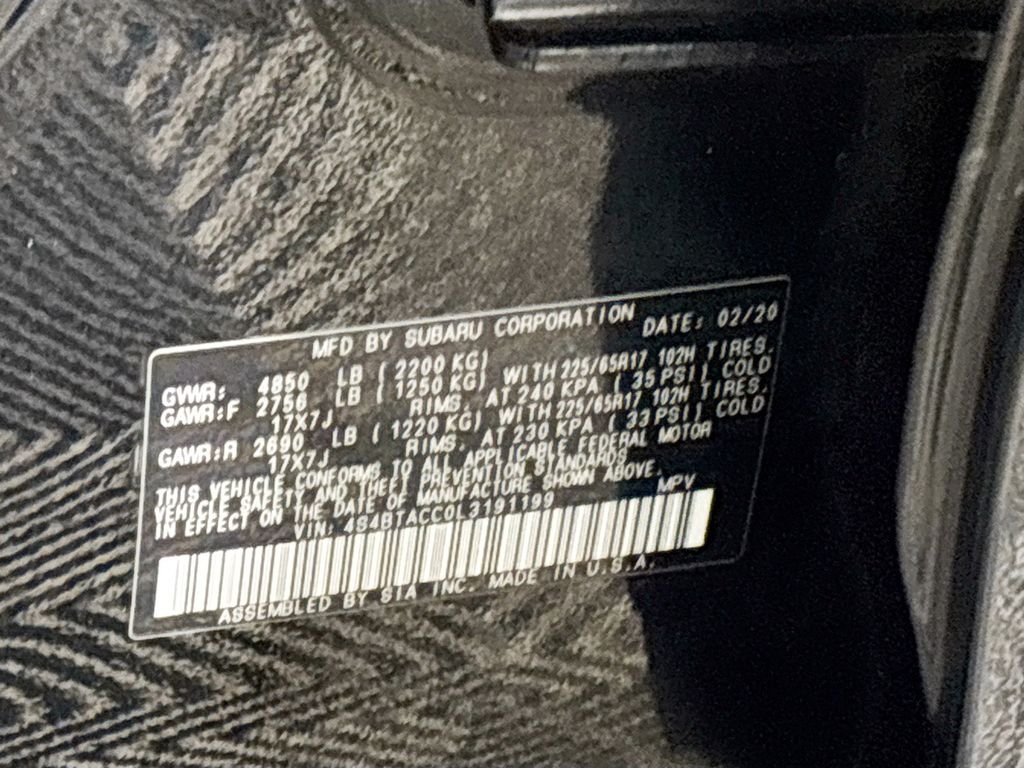 MFD BY SUBARU CORPORATION DATE: 02/20
GVWR: 4850 LB ( 2200 KG)
GAWR:F 2756 LB ( 1250 KG) WITH 225/65R17 102H TIRES.
17X7J RIMS. AT 240 KPA ( 35 PSI) COLD
GAWR:R 2690 LB ( 1220 KG) WITH 225/65R17 102H TIRES.
17X7J RIMS. AT 230 KPA ( 33 PSI) COLD
THIS VEHICLE CONFORMS TO ALL APPLICABLE FEDERAL MOTOR
VEHICLE SAFETY AND THEFT PREVENTION STANDARDS
IN EFFECT ON THE DATE OF MANUFACTURE SHOWN ABOVE.
VIN: 4S4BTACC0L3191199 MPV
ASSEMBLED BY SIA INC. MADE IN U.S.A.